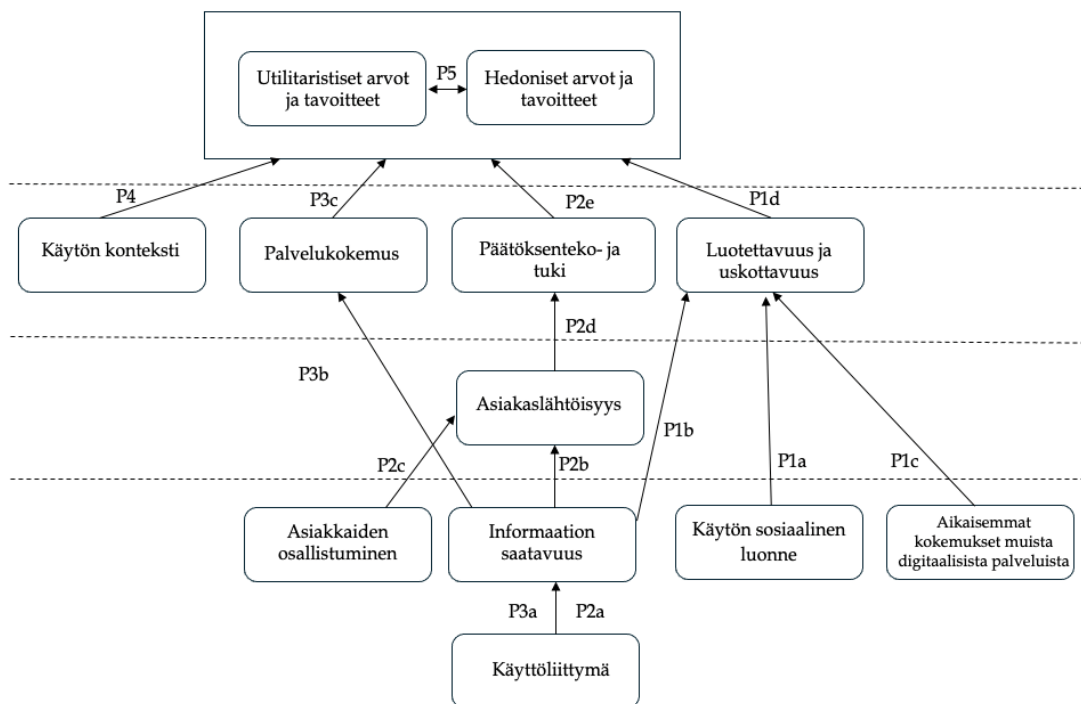 Utilitaristiset arvot
ja tavoitteet
P5
Hedoniset arvot ja
tavoitteet
P4
P3c
P2e
P1d
Käytön konteksti
Palvelukokemus
Päätöksenteko- ja
tuki
Luotettavuus ja
uskottavuus
P2d
P3b
Asiakaslähtöisyys
P1b
P2c
P2b
P1a
P1c
Asiakkaiden
osallistuminen
Informaation
saatavuus
Käytön sosiaalinen
luonne
Aikaisemmat
kokemukset muista
digitaalisista palveluista
P3a
P2a
Käyttöliittymä